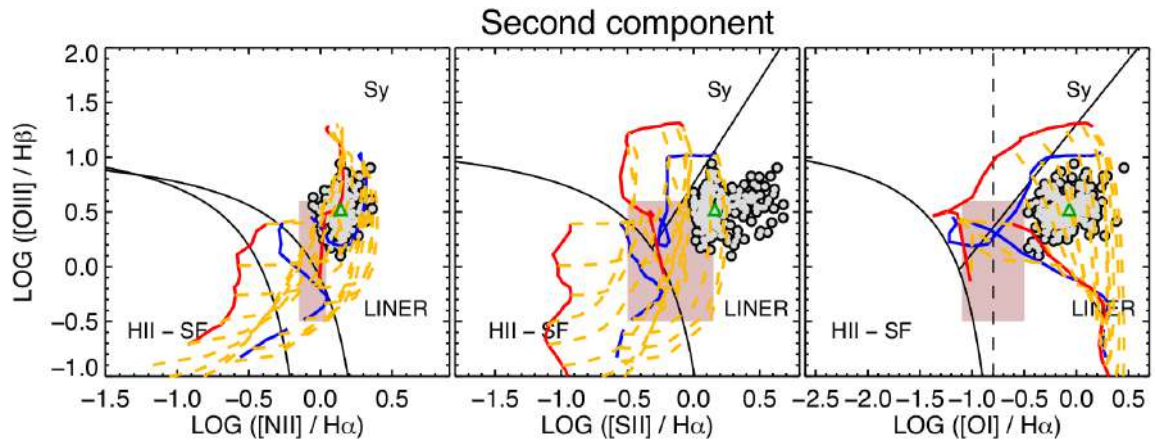 Second component
LOG ([OIII] / Hβ)
2.0
1.5
1.0
0.5
0.0
−0.5
−1.0
Sy
HII − SF
LINER
−1.5 −1.0 −0.5 0.0 0.5
LOG ([NII] / Hα)
Sy
HII − SF
LINER
−1.5 −1.0 −0.5 0.0 0.5
LOG ([SII] / Hα)
Sy
HII − SF
LINER
−2.5 −2.0 −1.5 −1.0 −0.5 0.0 0.5
LOG ([OI] / Hα)